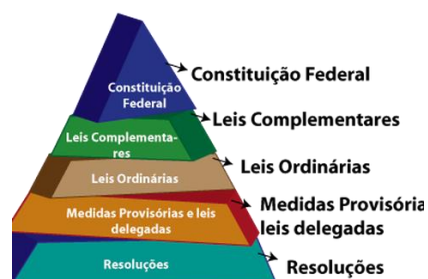 Constituição
Federal
Constituição Federal
Leis Complementa-
res
Leis Complementares
Leis Ordinárias
Leis Ordinárias
Medidas Provisórias e leis
delegadas
Medidas Provisória
leis delegadas
Resoluções
Resoluções